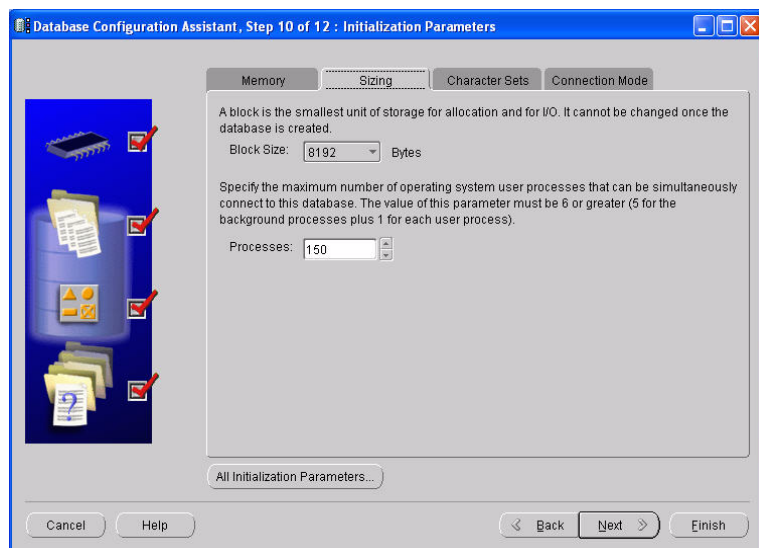 Database Configuration Assistant, Step 10 of 12 : Initialization Parameters
Memory
Sizing
Character Sets
Connection Mode
A block is the smallest unit of storage for allocation and for I/O. It cannot be changed once the
database is created.
Block Size: 8192 Bytes
Specify the maximum number of operating system user processes that can be simultaneously
connect to this database. The value of this parameter must be 6 or greater (5 for the
background processes plus 1 for each user process).
Processes: 150
?
All Initialization Parameters...
Cancel
Help
Back
Next
Finish